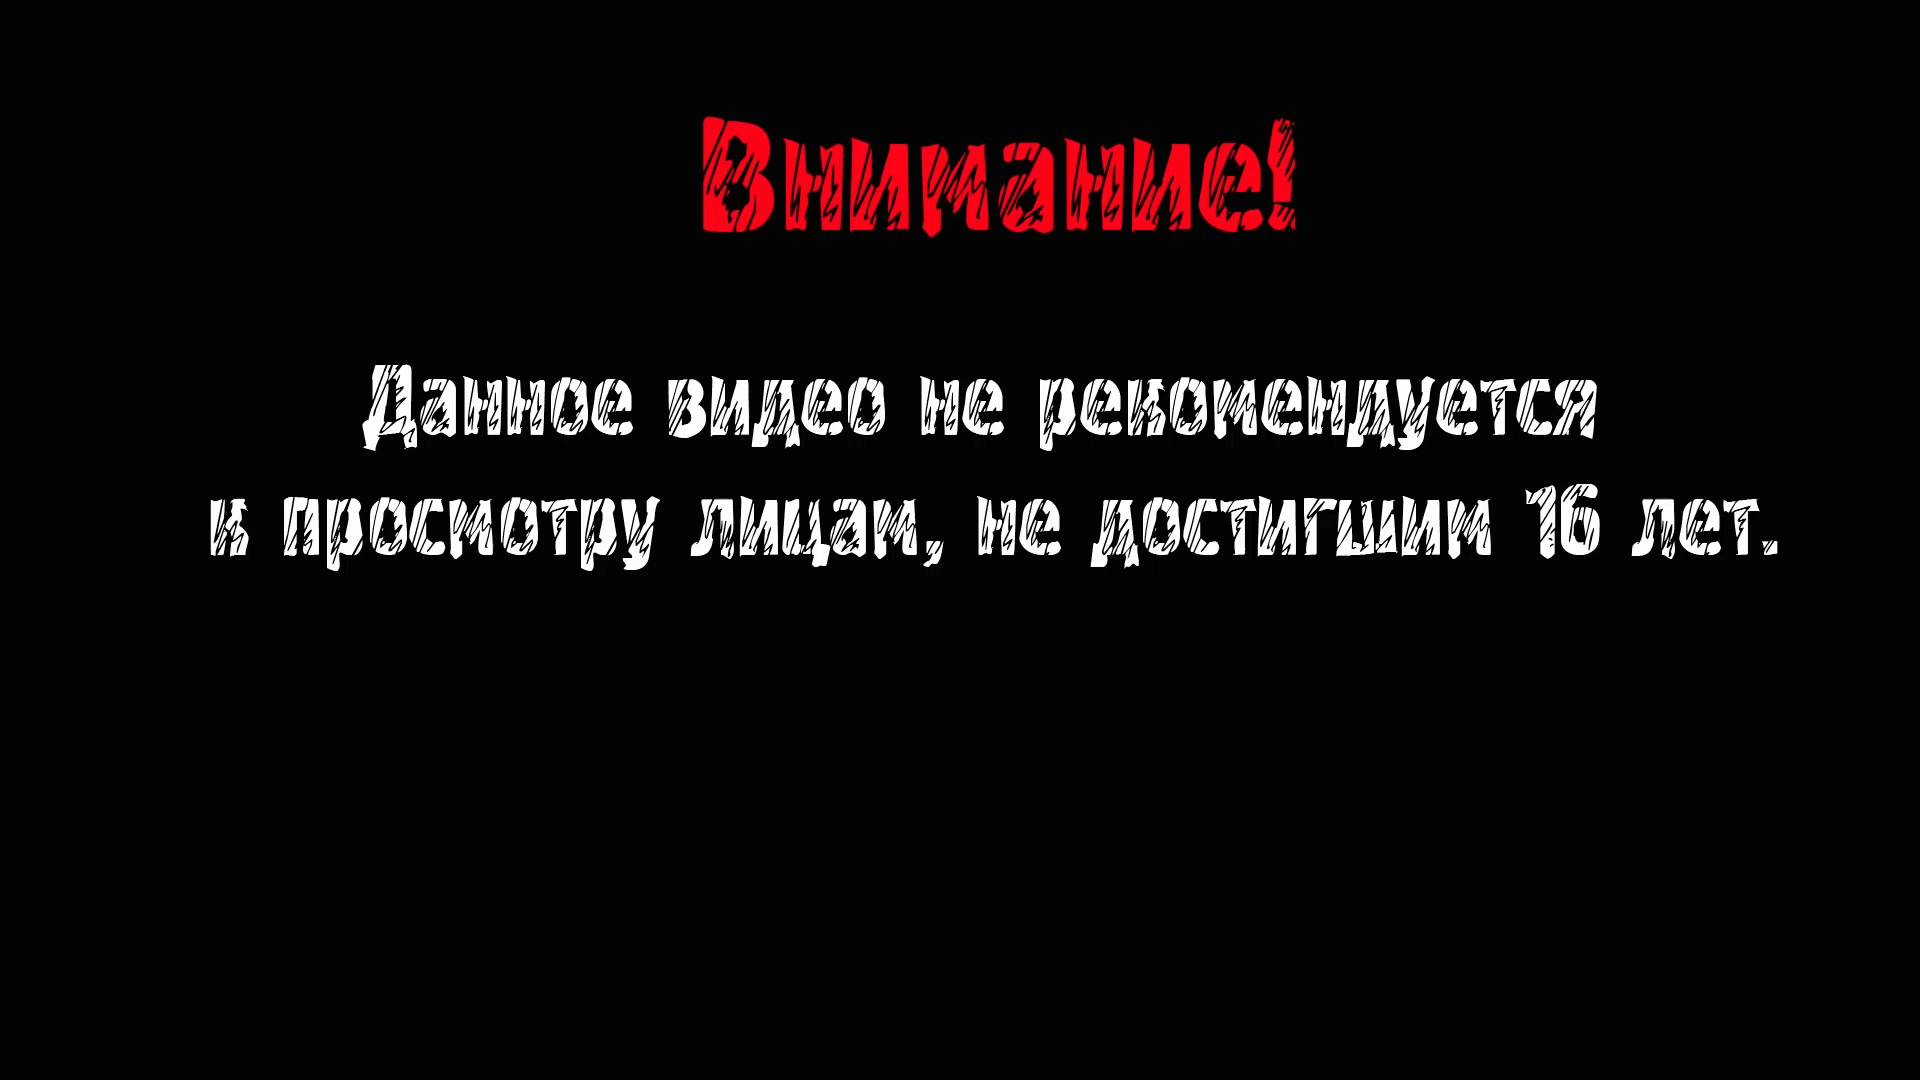 Внимание!
Данное видео не рекомендуется
к просмотру лицам, не достигшим 16 лет.